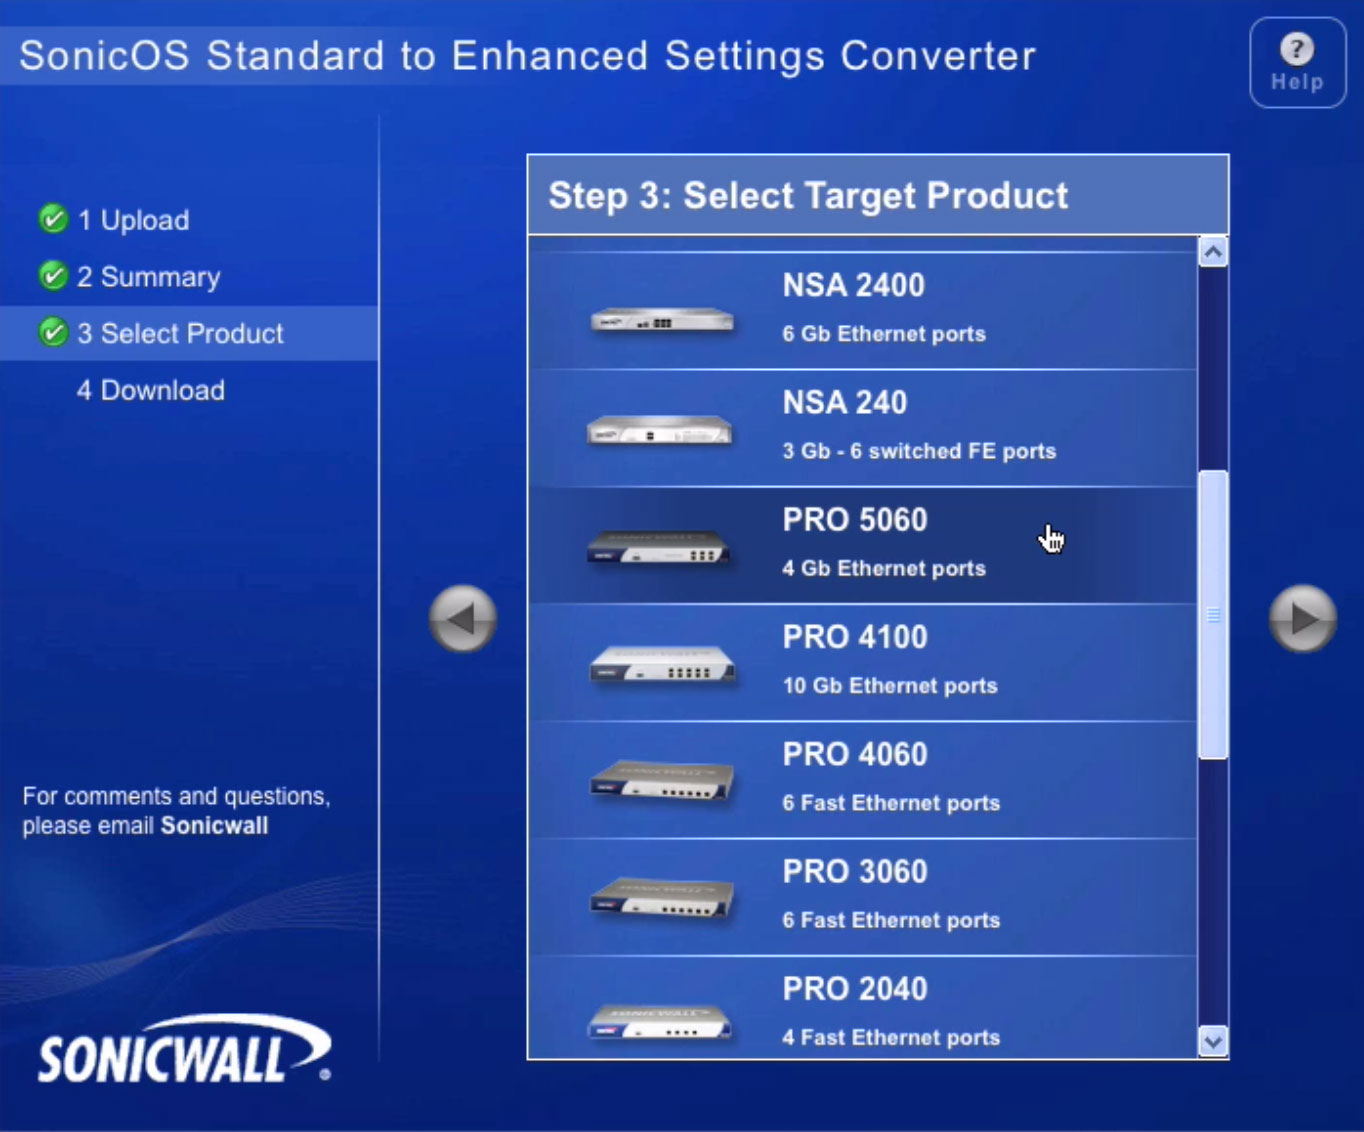 SonicOS Standard to Enhanced Settings Converter
?
Help
1 Upload
2 Summary
3 Select Product
4 Download
For comments and questions,
please email Sonicwall
SONICWALL
Step 3: Select Target Product
NSA 2400
6 Gb Ethernet ports
NSA 240
3 Gb - 6 switched FE ports
PRO 5060
4 Gb Ethernet ports
PRO 4100
10 Gb Ethernet ports
PRO 4060
6 Fast Ethernet ports
PRO 3060
6 Fast Ethernet ports
PRO 2040
4 Fast Ethernet ports